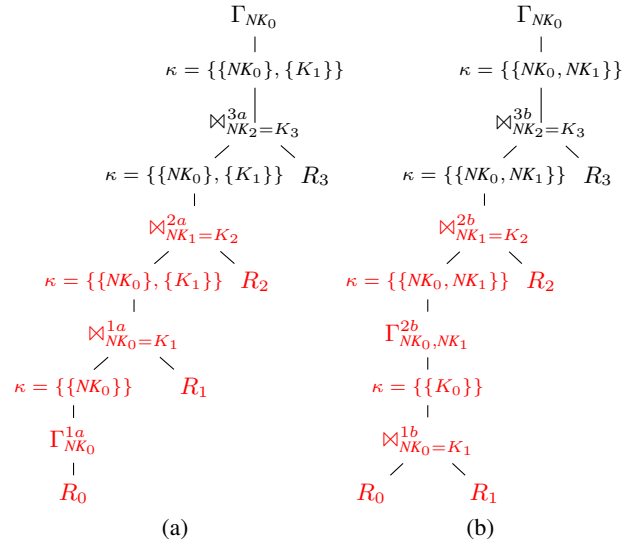 Γ_{NK_0} Γ_{NK_0}
κ = {{NK_0}, {K_1}} κ = {{NK_0, NK_1}}
⋈^{3a}_{NK_2=K_3} ⋈^{3b}_{NK_2=K_3}
κ = {{NK_0}, {K_1}} R_3 κ = {{NK_0, NK_1}} R_3
⋈^{2a}_{NK_1=K_2} ⋈^{2b}_{NK_1=K_2}
κ = {{NK_0}, {K_1}} R_2 κ = {{NK_0, NK_1}} R_2
⋈^{1a}_{NK_0=K_1} Γ^{2b}_{NK_0,NK_1}
κ = {{NK_0}} R_1 κ = {{K_0}}
Γ^{1a}_{NK_0} ⋈^{1b}_{NK_0=K_1}
R_0 R_0 R_1
(a) (b)